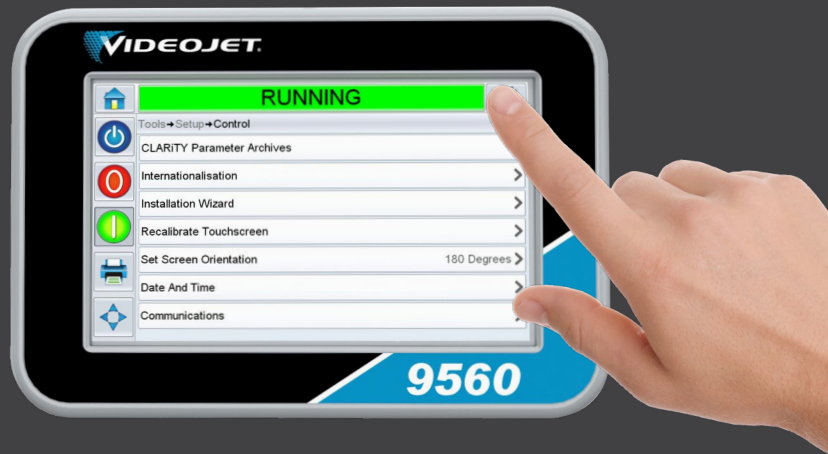 VIDEOJET.
RUNNING
Tools→Setup→Control
CLARiTY Parameter Archives
Internationalisation
Installation Wizard
Recalibrate Touchscreen
Set Screen Orientation 180 Degrees
Date And Time
Communications
9560